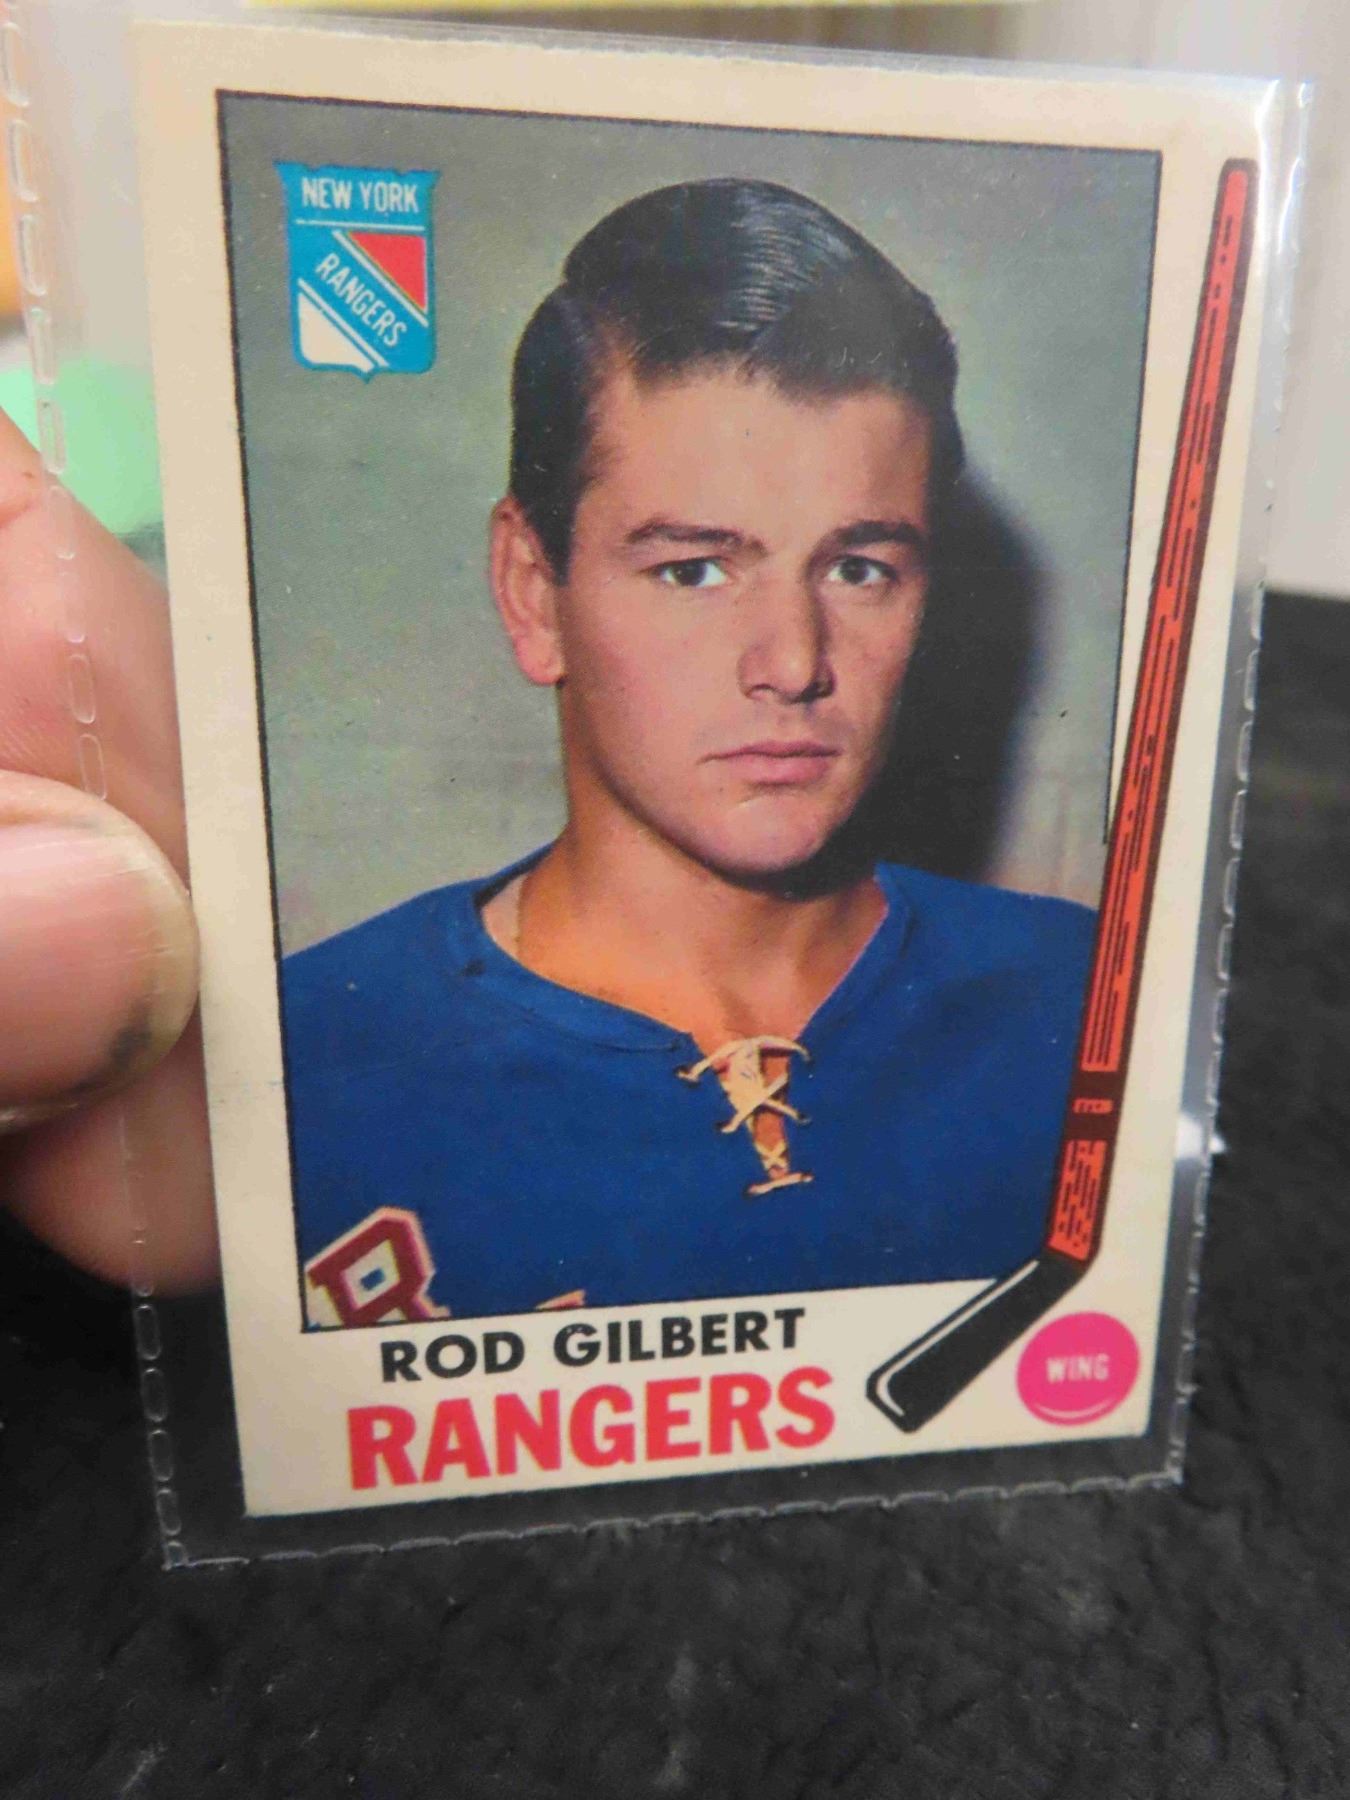 NEW YORK
RANGERS
R
ROD GILBERT
RANGERS
WING